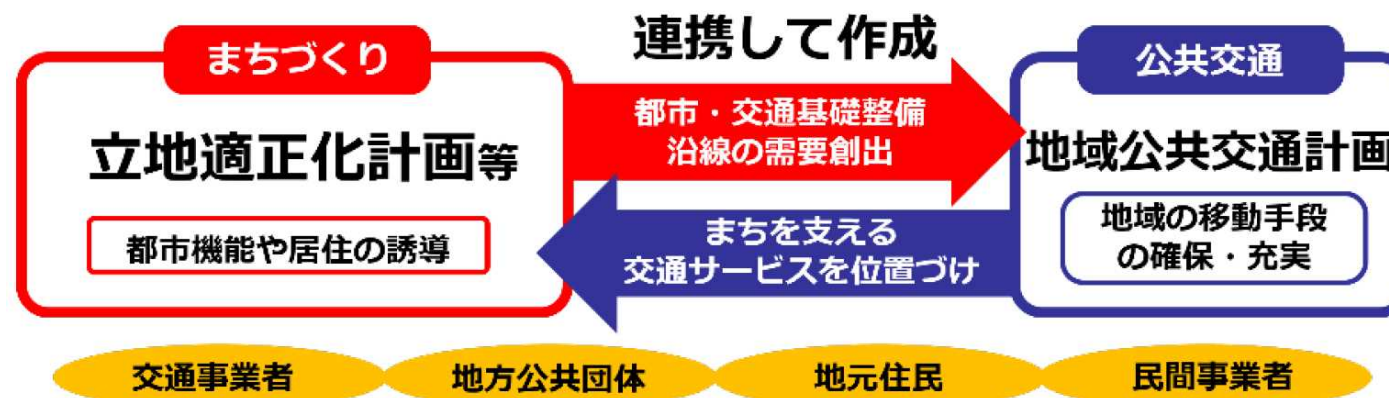 連携して作成
まちづくり
立地適正化計画等
都市機能や居住の誘導
都市・交通基礎整備
沿線の需要創出
まちを支える
交通サービスを位置づけ
公共交通
地域公共交通計画
地域の移動手段
の確保・充実
交通事業者
地方公共団体
地元住民
民間事業者